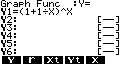 Graph Func :Y=
Y1=(1+1÷X)^X
Y2: [—]
Y3: [—]
Y4: [—]
Y5: [—]
Y6: [—]
Y r Xt Yt X